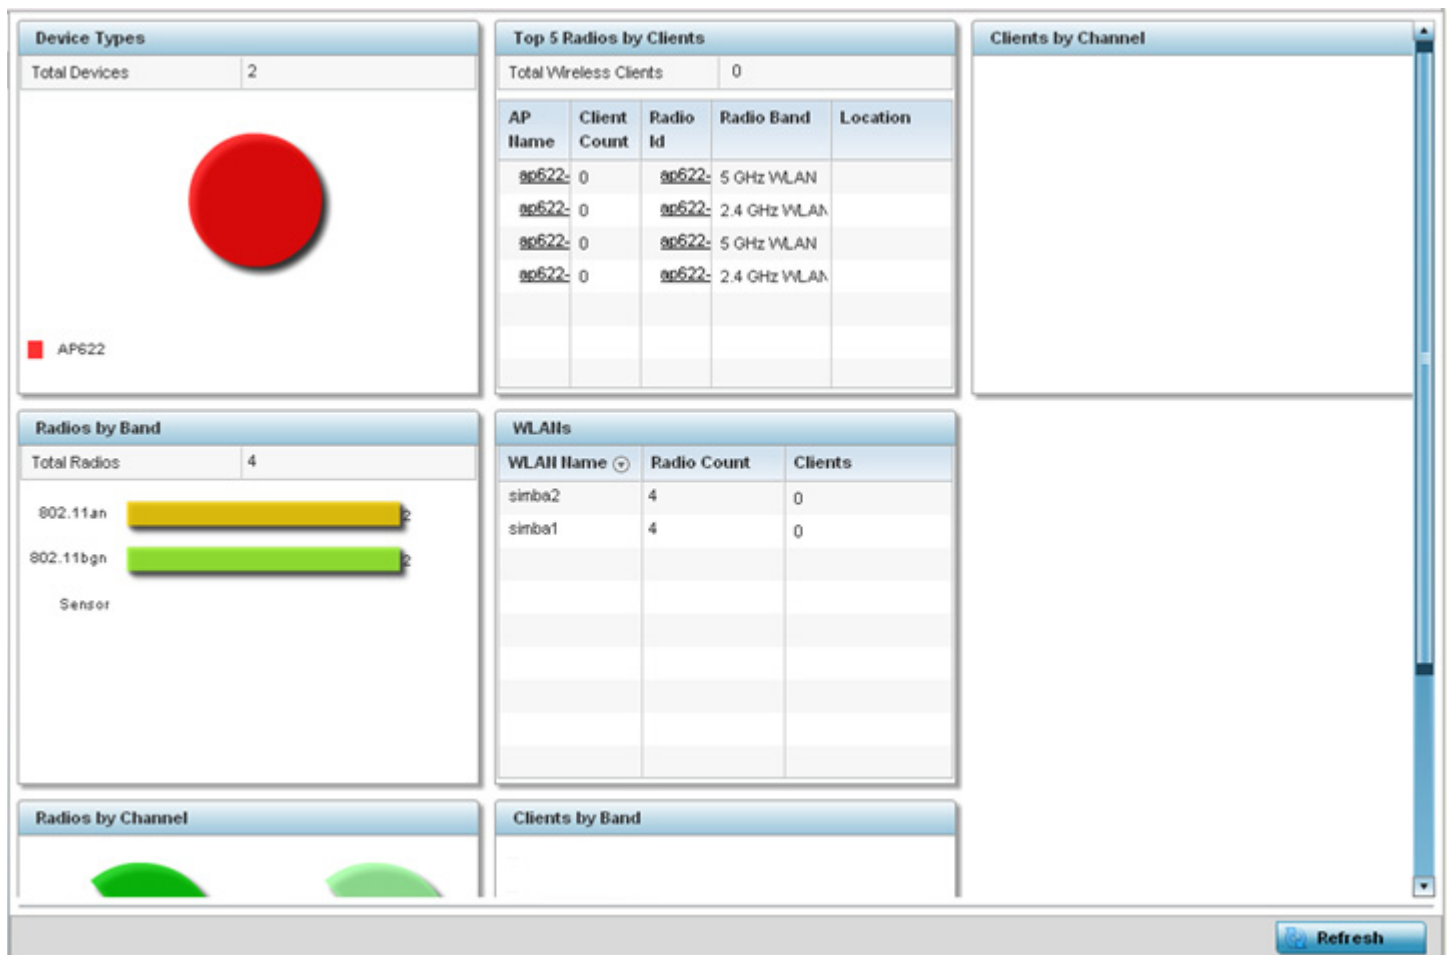 Device Types
Total Devices 2
AP622
Top 5 Radios by Clients
Total Wireless Clients 0
AP Name Client Count Radio Id Radio Band Location
ap622- 0 ap622- 5 GHz WLAN
ap622- 0 ap622- 2.4 GHz WLAN
ap622- 0 ap622- 5 GHz WLAN
ap622- 0 ap622- 2.4 GHz WLAN
Clients by Channel
Radios by Band
Total Radios 4
802.11an 2
802.11bgn 2
Sensor
WLANs
WLAN Name Radio Count Clients
simba2 4 0
simba1 4 0
Radios by Channel
Clients by Band
Refresh